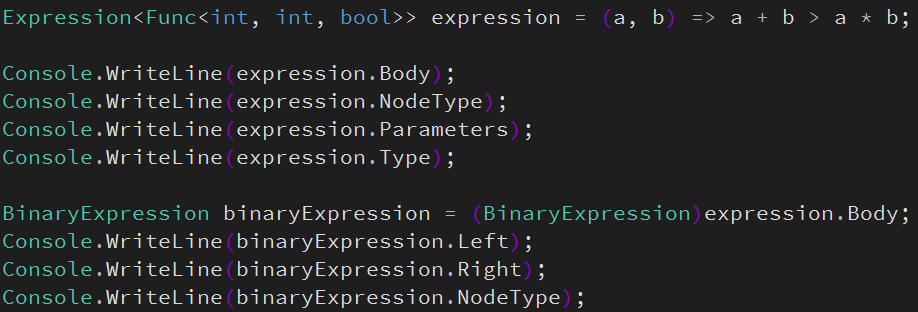 Expression<Func<int, int, bool>> expression = (a, b) => a + b > a * b;
Console.WriteLine(expression.Body);
Console.WriteLine(expression.NodeType);
Console.WriteLine(expression.Parameters);
Console.WriteLine(expression.Type);
BinaryExpression binaryExpression = (BinaryExpression)expression.Body;
Console.WriteLine(binaryExpression.Left);
Console.WriteLine(binaryExpression.Right);
Console.WriteLine(binaryExpression.NodeType);